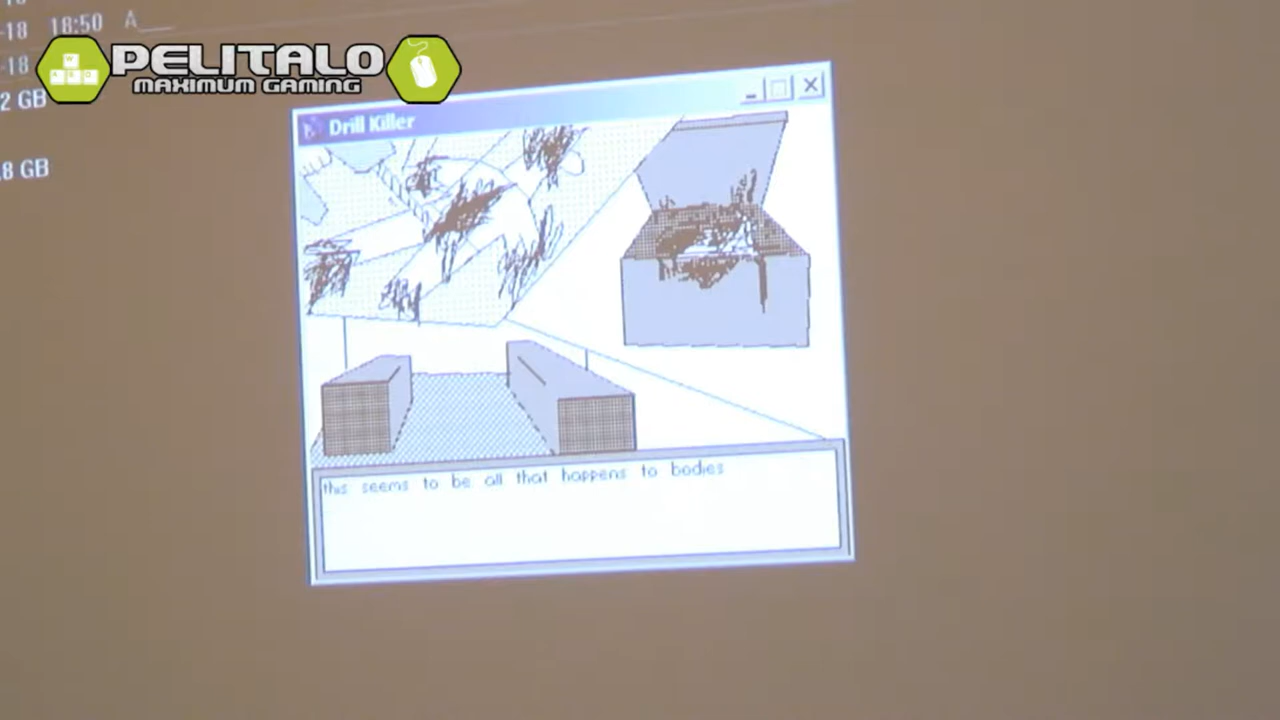 -18 18:50 A__
-18
PELITALO
MAXIMUM GAMING
2 GB
8 GB
Drill Killer
this seems to be all that happens to bodies